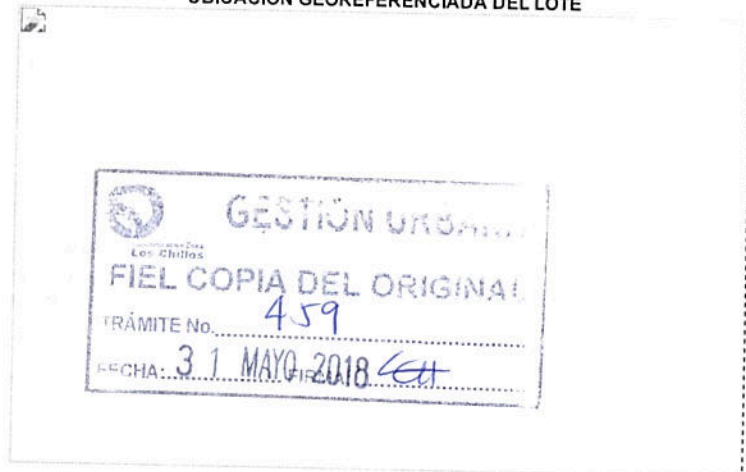 UBICACIÓN GEOREFERENCIADA DEL LOTE
GESTIÓN
Los Chillos
FIEL COPIA DEL ORIGINAL
TRÁMITE No. 459
FECHA: 31 MAYO 2018